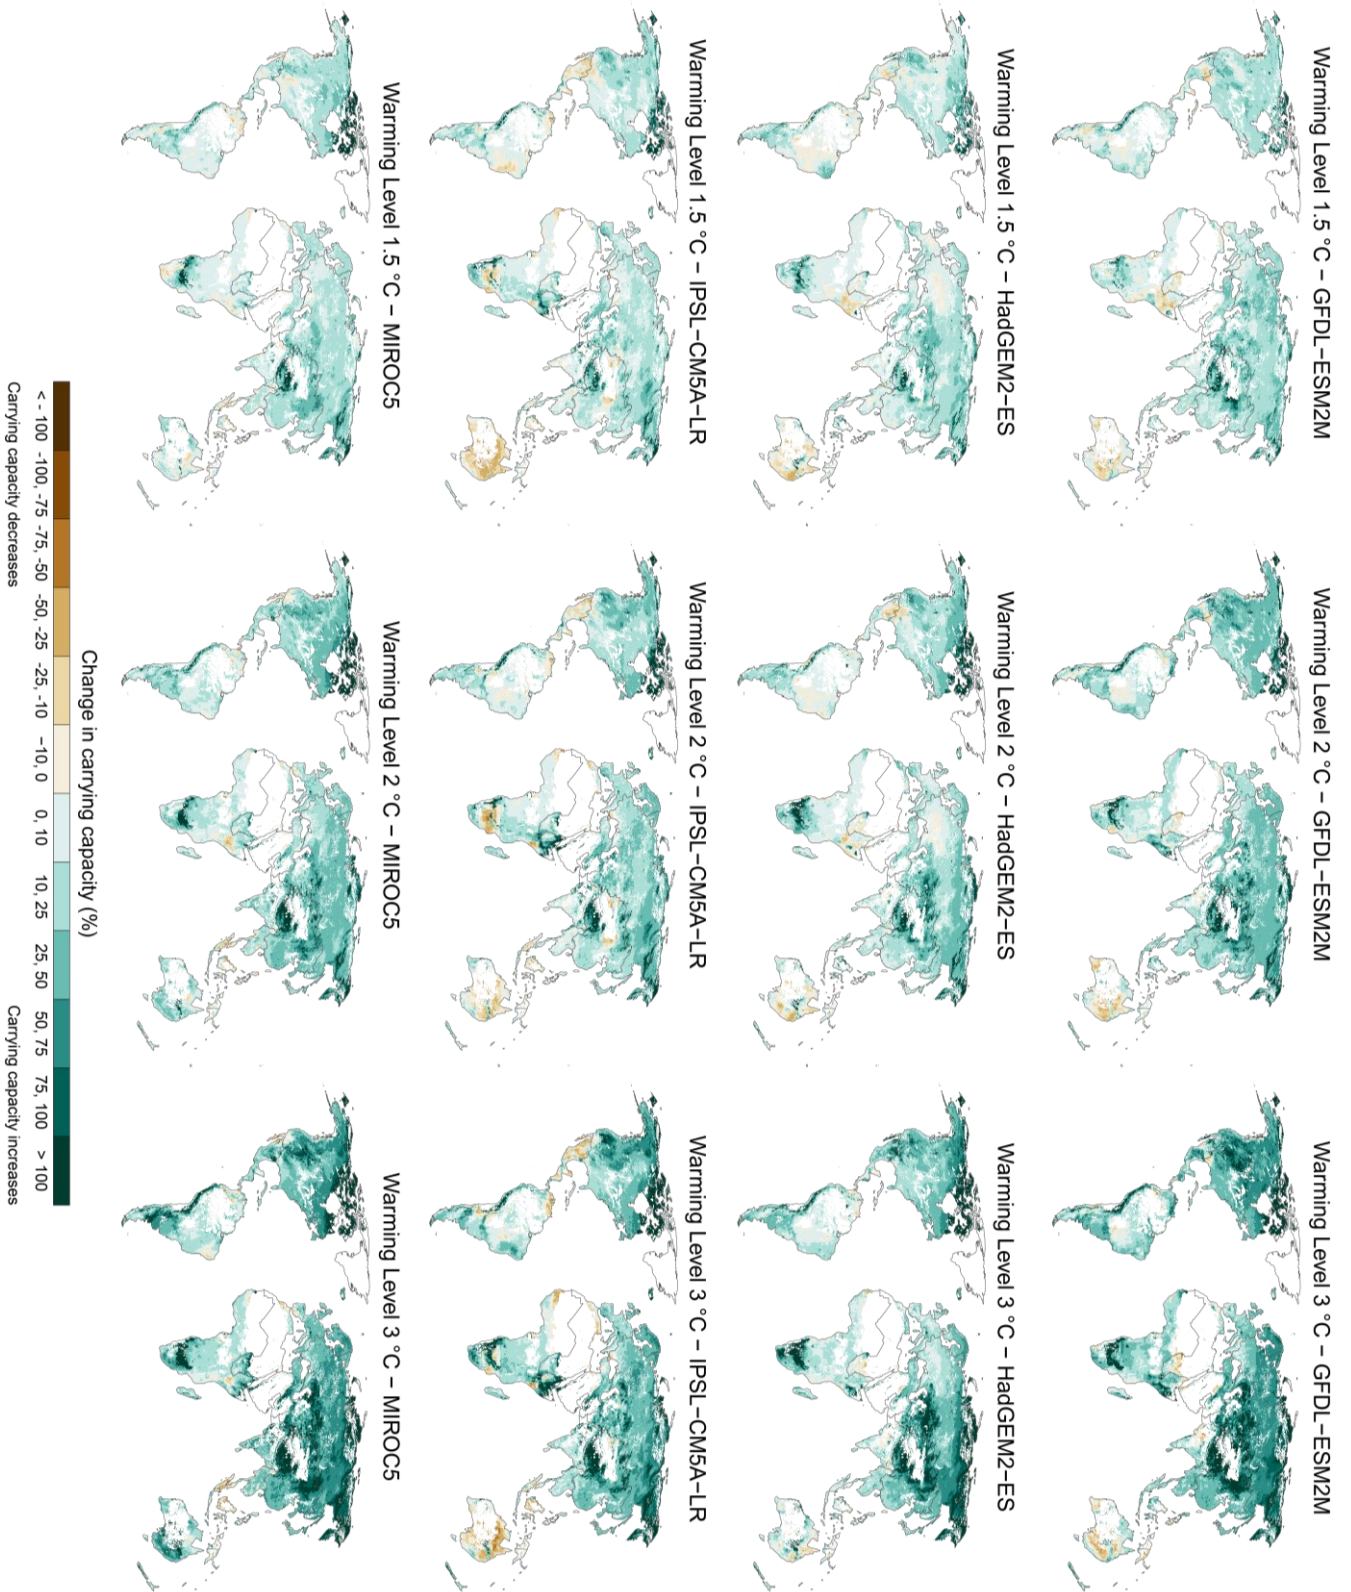 Warming Level 1.5 °C − GFDL−ESM2M
Warming Level 2 °C − GFDL−ESM2M
Warming Level 3 °C − GFDL−ESM2M
Warming Level 1.5 °C − HadGEM2−ES
Warming Level 2 °C − HadGEM2−ES
Warming Level 3 °C − HadGEM2−ES
Warming Level 1.5 °C − IPSL−CM5A−LR
Warming Level 2 °C − IPSL−CM5A−LR
Warming Level 3 °C − IPSL−CM5A−LR
Warming Level 1.5 °C − MIROC5
Warming Level 2 °C − MIROC5
Warming Level 3 °C − MIROC5
Change in carrying capacity (%)
< - 100 -100, -75 -75, -50 -50, -25 -25, -10 −10, 0 0, 10 10, 25 25, 50 50, 75 75, 100 > 100
Carrying capacity decreases Carrying capacity increases